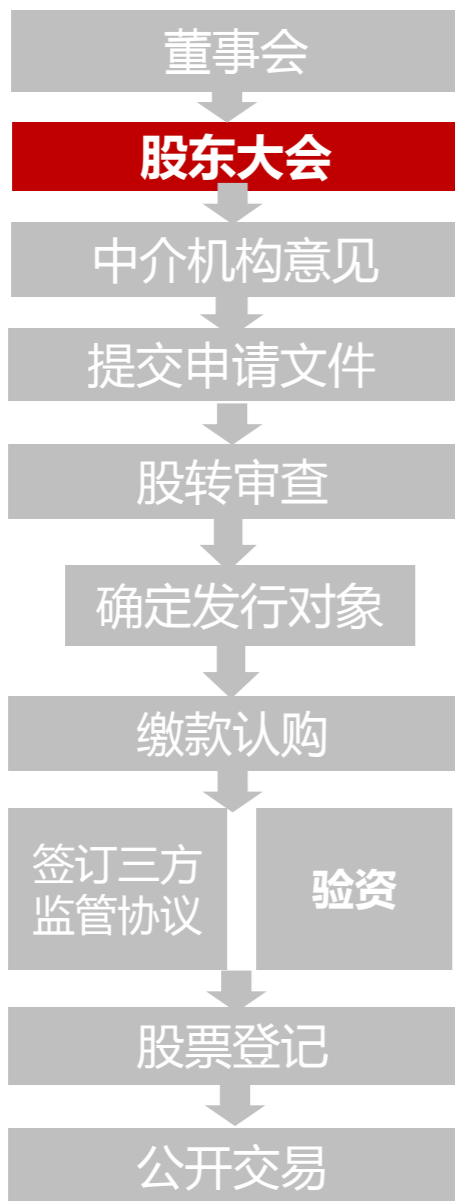 董事会
股东大会
中介机构意见
提交申请文件
股转审查
确定发行对象
缴款认购
签订三方
监管协议
验资
股票登记
公开交易